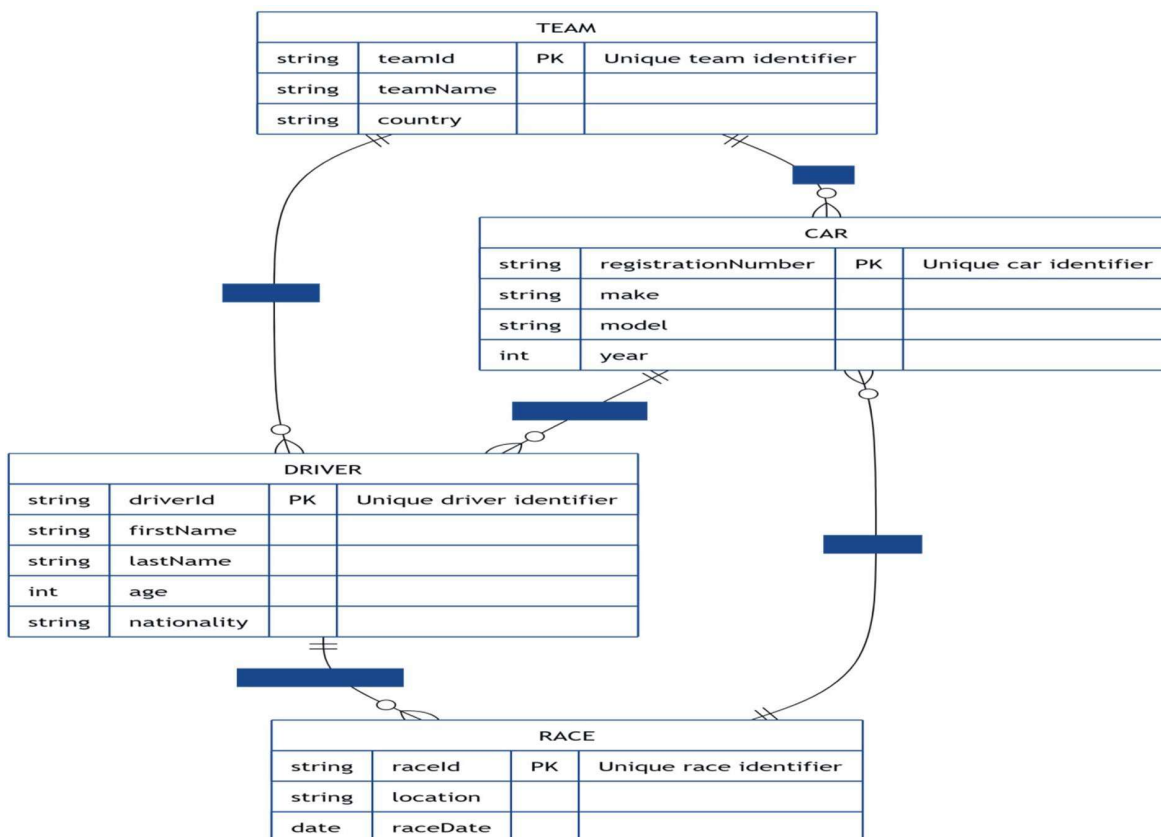 TEAM
string teamId PK Unique team identifier
string teamName
string country
CAR
string registrationNumber PK Unique car identifier
string make
string model
int year
DRIVER
string driverId PK Unique driver identifier
string firstName
string lastName
int age
string nationality
RACE
string raceId PK Unique race identifier
string location
date raceDate